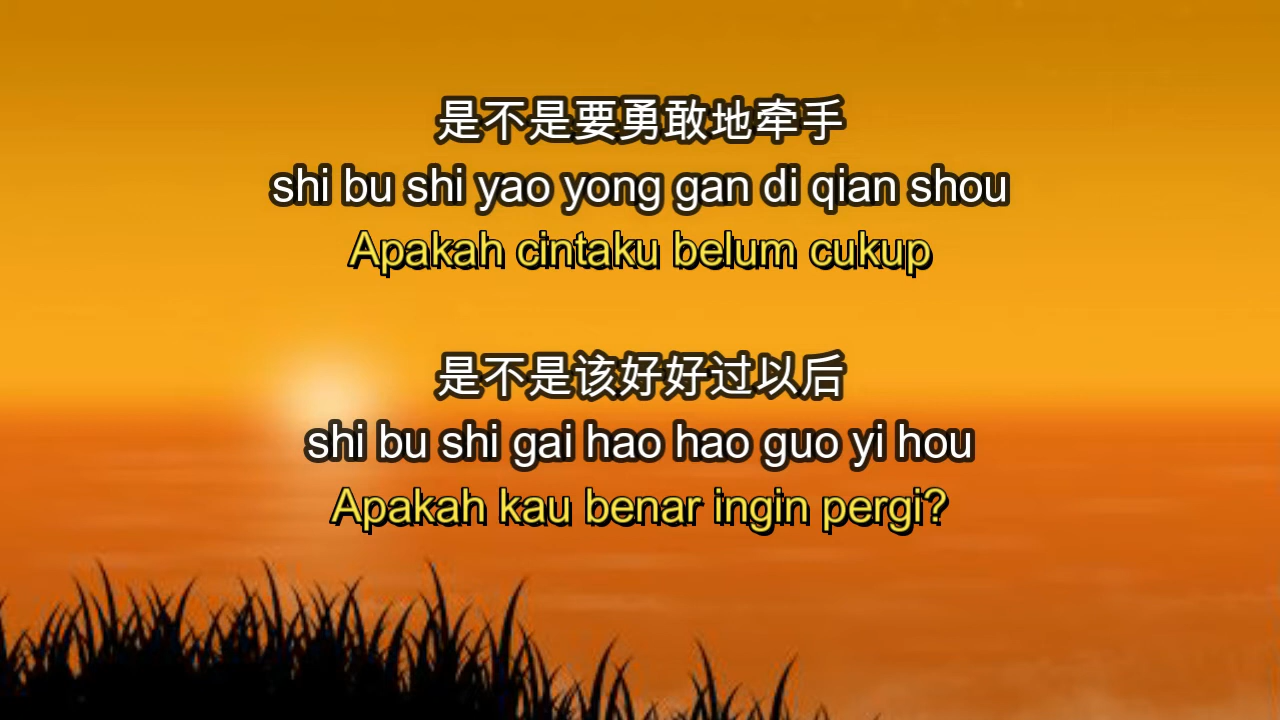 是不是要勇敢地牵手
shi bu shi yao yong gan di qian shou
Apakah cintaku belum cukup
是不是该好好过以后
shi bu shi gai hao hao guo yi hou
Apakah kau benar ingin pergi?